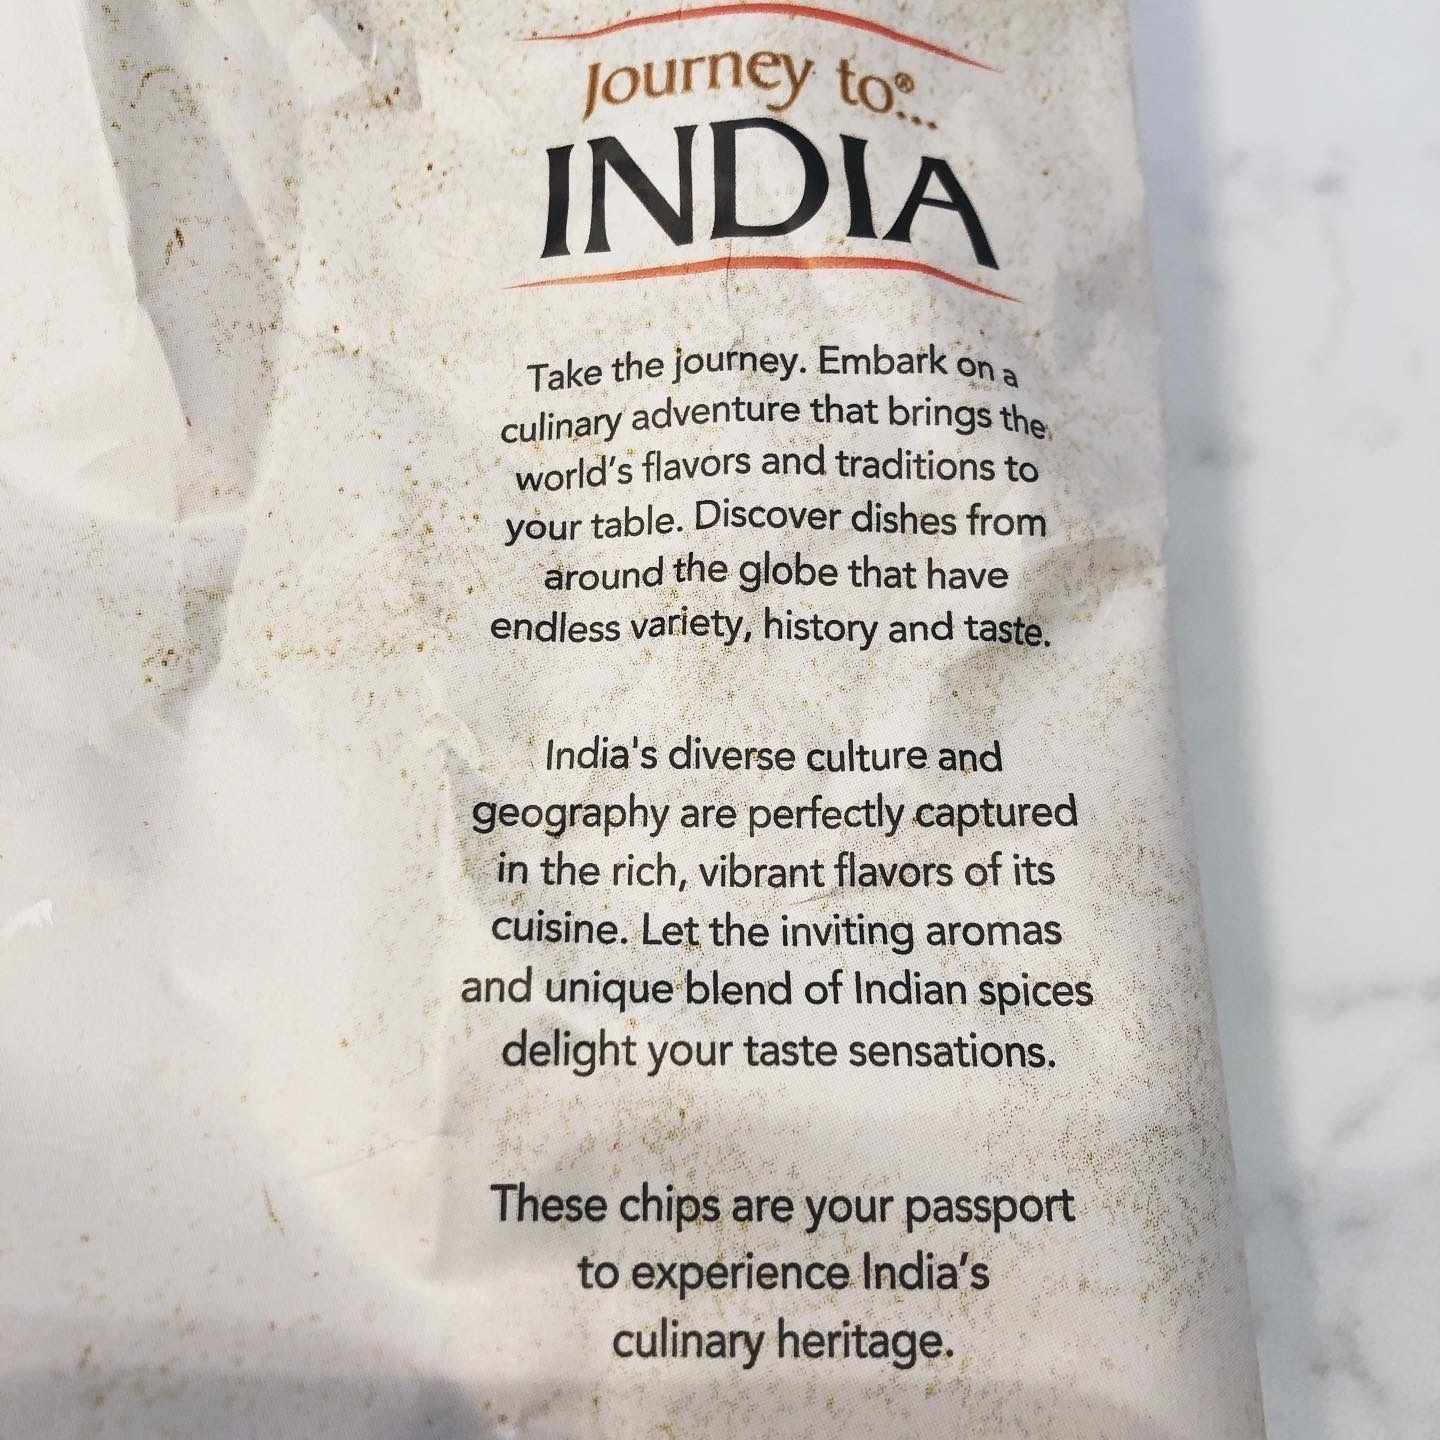 Journey to®...
INDIA
Take the journey. Embark on a
culinary adventure that brings the
world's flavors and traditions to
your table. Discover dishes from
around the globe that have
endless variety, history and taste.
India's diverse culture and
geography are perfectly captured
in the rich, vibrant flavors of its
cuisine. Let the inviting aromas
and unique blend of Indian spices
delight your taste sensations.
These chips are your passport
to experience India's
culinary heritage.